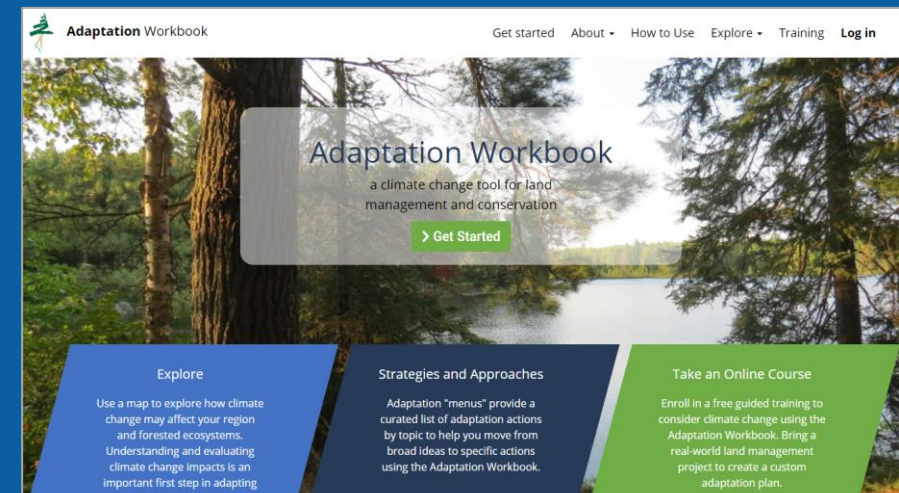 Adaptation Workbook
Get started About How to Use Explore Training Log in
Adaptation Workbook
a climate change tool for land
management and conservation
Get Started
Explore
Use a map to explore how climate
change may affect your region
and forested ecosystems.
Understanding and evaluating
climate change impacts is an
important first step in adapting
Strategies and Approaches
Adaptation "menus" provide a
curated list of adaptation actions
by topic to help you move from
broad ideas to specific actions
using the Adaptation Workbook.
Take an Online Course
Enroll in a free guided training to
consider climate change using the
Adaptation Workbook. Bring a
real-world land management
project to create a custom
adaptation plan.